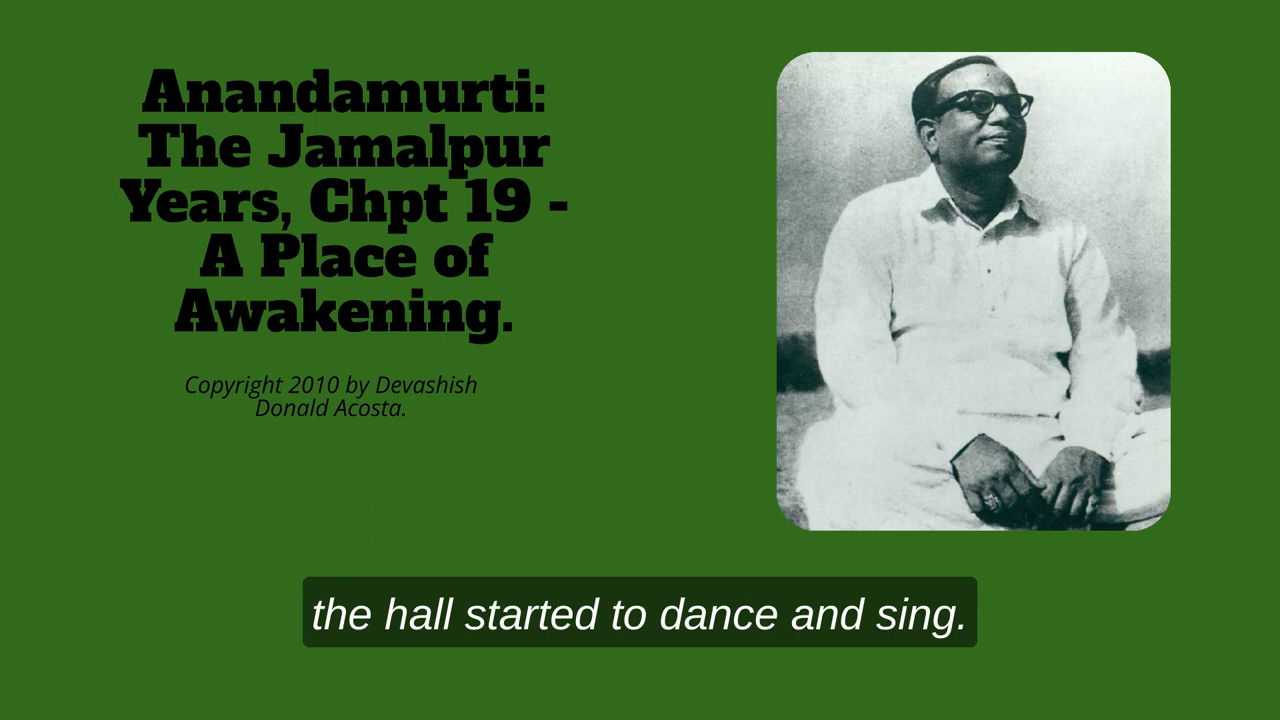 Anandamurti:
The Jamalpur
Years, Chpt 19 -
A Place of
Awakening.
Copyright 2010 by Devashish
Donald Acosta.
the hall started to dance and sing.